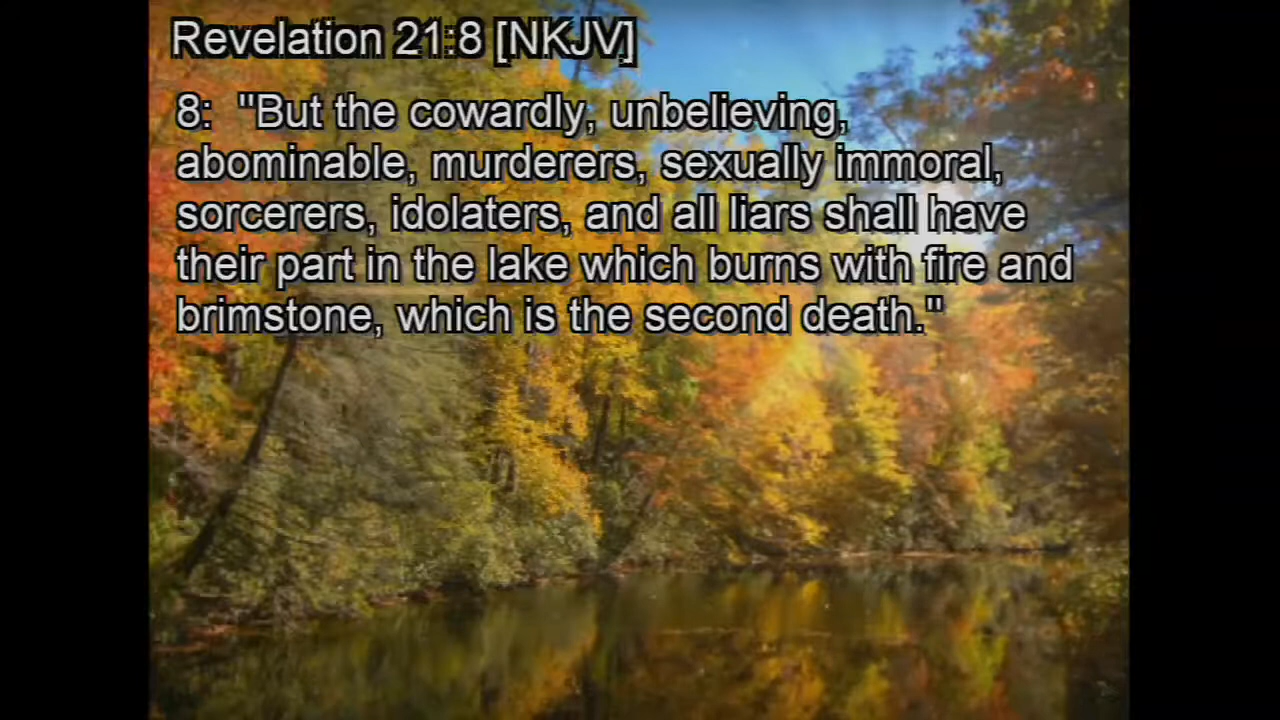 Revelation 21:8 [NKJV]
8:  "But the cowardly, unbelieving,
abominable, murderers, sexually immoral,
sorcerers, idolaters, and all liars shall have
their part in the lake which burns with fire and
brimstone, which is the second death."